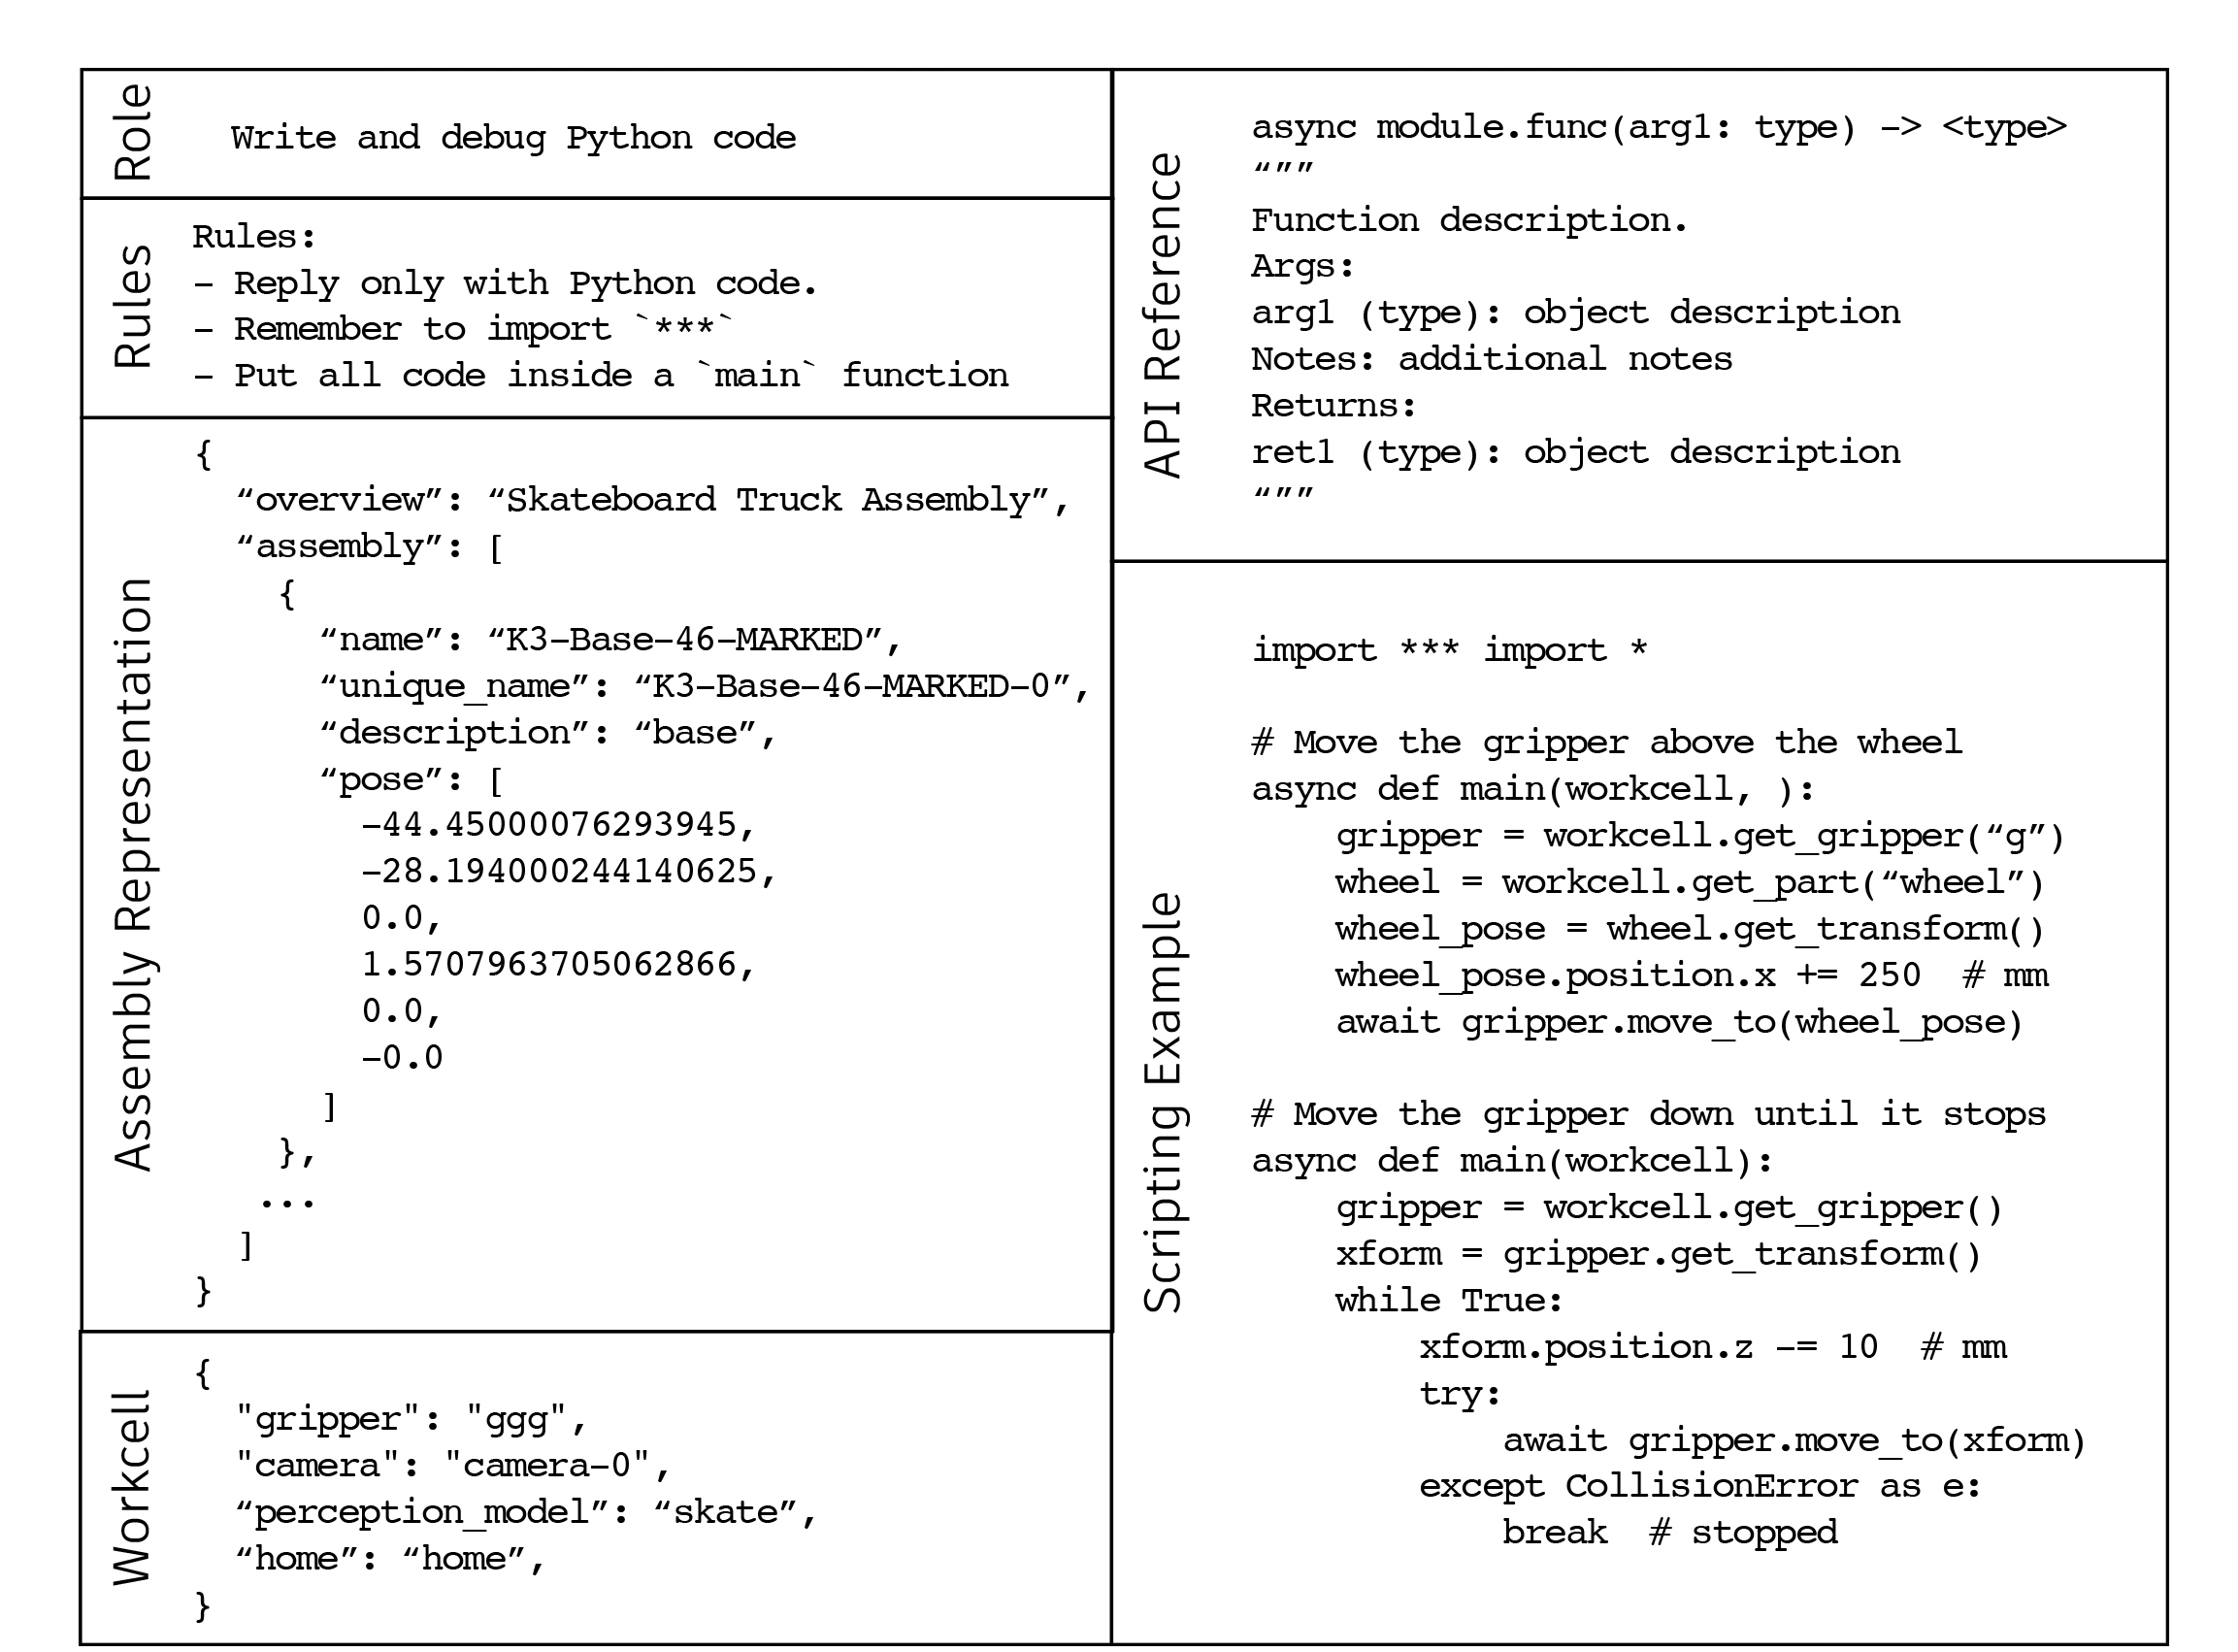 Role
Write and debug Python code
Rules
Rules:
- Reply only with Python code.
- Remember to import `***`
- Put all code inside a `main` function
Assembly Representation
{
“overview”: “Skateboard Truck Assembly”,
“assembly”: [
{
“name”: “K3-Base-46-MARKED”,
“unique_name”: “K3-Base-46-MARKED-0”,
“description”: “base”,
“pose”: [
-44.45000076293945,
-28.194000244140625,
0.0,
1.5707963705062866,
0.0,
-0.0
]
},
...
]
}
Workcell
{
"gripper": "ggg",
"camera": "camera-0",
“perception_model”: “skate”,
“home”: “home”,
}
API Reference
async module.func(arg1: type) -> <type>
“””
Function description.
Args:
arg1 (type): object description
Notes: additional notes
Returns:
ret1 (type): object description
“””
Scripting Example
import *** import *
# Move the gripper above the wheel
async def main(workcell, ):
gripper = workcell.get_gripper(“g”)
wheel = workcell.get_part(“wheel”)
wheel_pose = wheel.get_transform()
wheel_pose.position.x += 250  # mm
await gripper.move_to(wheel_pose)
# Move the gripper down until it stops
async def main(workcell):
gripper = workcell.get_gripper()
xform = gripper.get_transform()
while True:
xform.position.z -= 10  # mm
try:
await gripper.move_to(xform)
except CollisionError as e:
break  # stopped